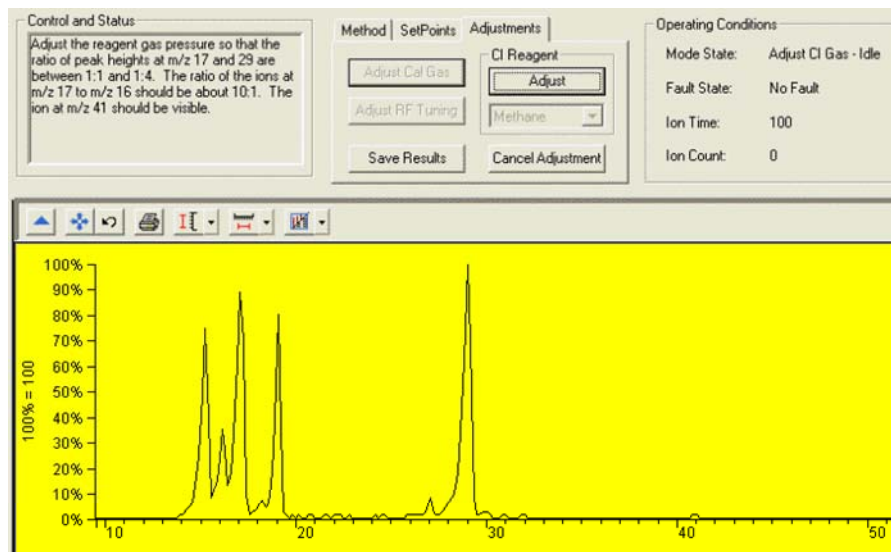 Control and Status
Adjust the reagent gas pressure so that the
ratio of peak heights at m/z 17 and 29 are
between 1:1 and 1:4. The ratio of the ions at
m/z 17 to m/z 16 should be about 10:1. The
ion at m/z 41 should be visible.
Method
SetPoints
Adjustments
Adjust Cal Gas
Adjust RF Tuning
Save Results
CI Reagent
Adjust
Methane
Cancel Adjustment
Operating Conditions
Mode State: Adjust CI Gas - Idle
Fault State: No Fault
Ion Time: 100
Ion Count: 0
100% = 100
100%
90%
80%
70%
60%
50%
40%
30%
20%
10%
0%
10 20 30 40 50